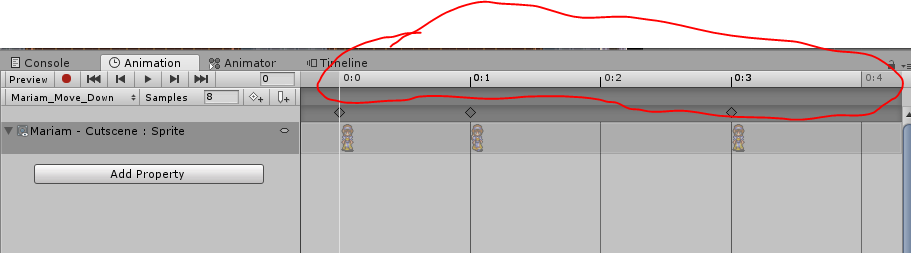 Console Animation Animator Timeline
Preview 0 0:0 0:1 0:2 0:3 0:4
Mariam_Move_Down Samples 8
Mariam - Cutscene : Sprite
Add Property